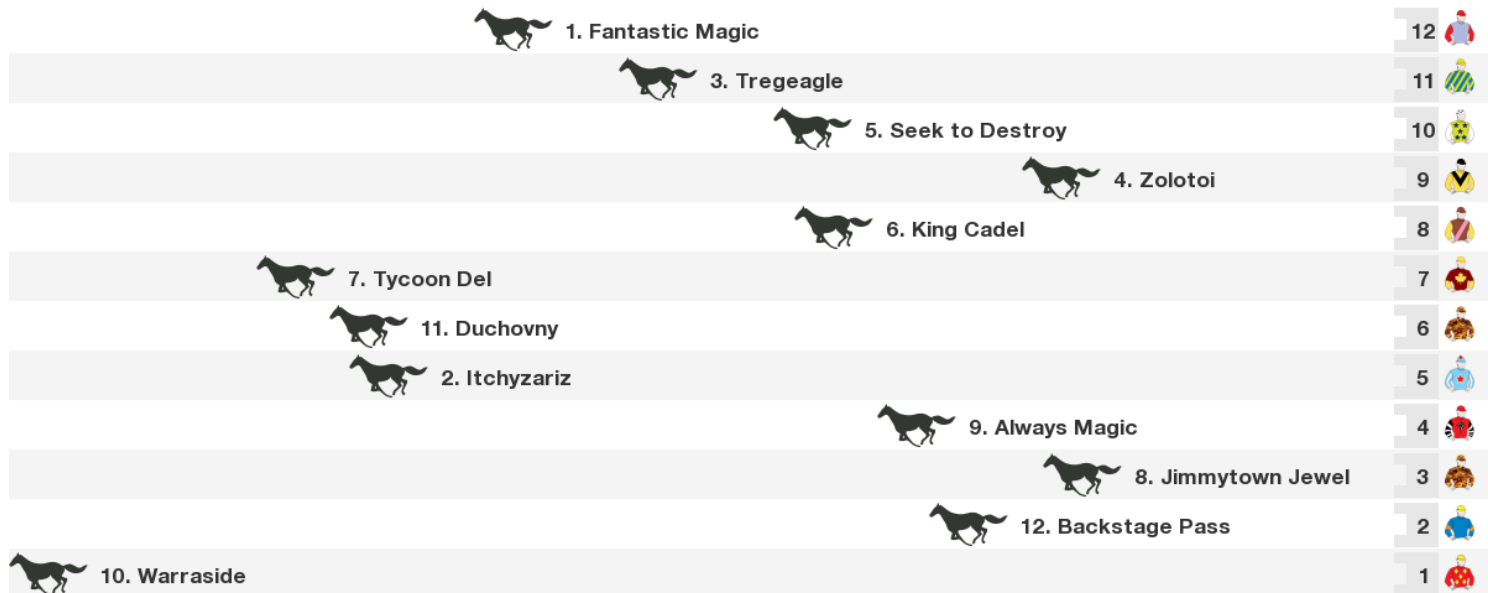 1. Fantastic Magic 12
3. Tregeagle 11
5. Seek to Destroy 10
4. Zolotoi 9
6. King Cadel 8
7. Tycoon Del 7
11. Duchovny 6
2. Itchyzariz 5
9. Always Magic 4
8. Jimmytown Jewel 3
12. Backstage Pass 2
10. Warraside 1